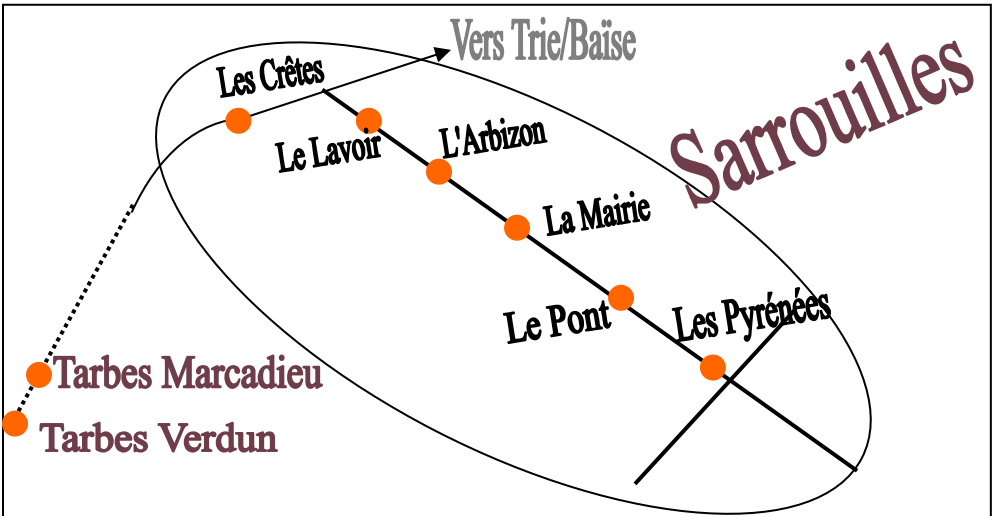 Vers Trie/Baïse
Sarrouilles
Les Crêtes
Le Lavoir
L'Arbizon
La Mairie
Le Pont
Les Pyrénées
Tarbes Marcadieu
Tarbes Verdun